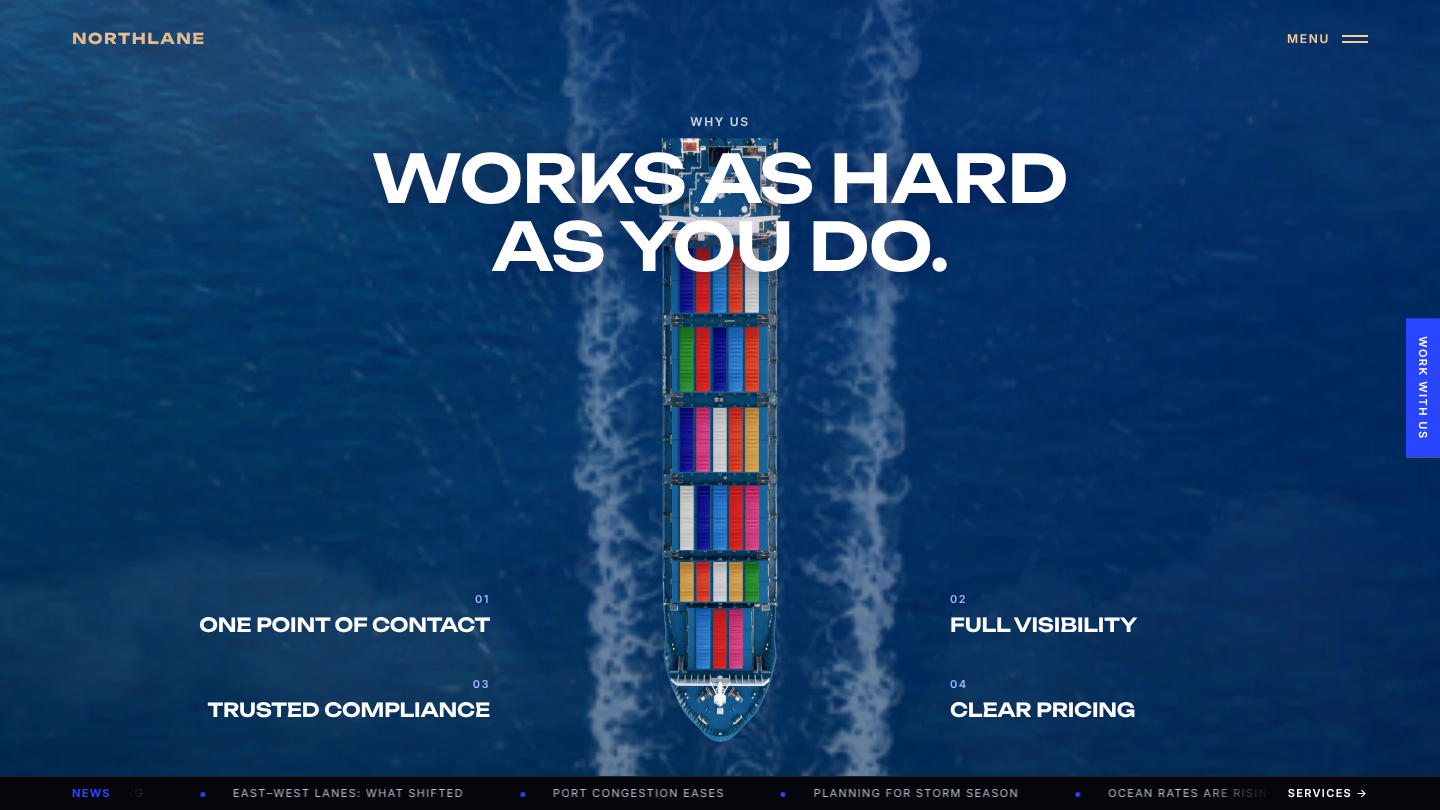 NORTHLANE
MENU
WHY US
WORKS AS HARD
AS YOU DO.
WORK WITH US
01
ONE POINT OF CONTACT
02
FULL VISIBILITY
03
TRUSTED COMPLIANCE
04
CLEAR PRICING
NEWS • EAST–WEST LANES: WHAT SHIFTED • PORT CONGESTION EASES • PLANNING FOR STORM SEASON • OCEAN RATES ARE SERVICES →